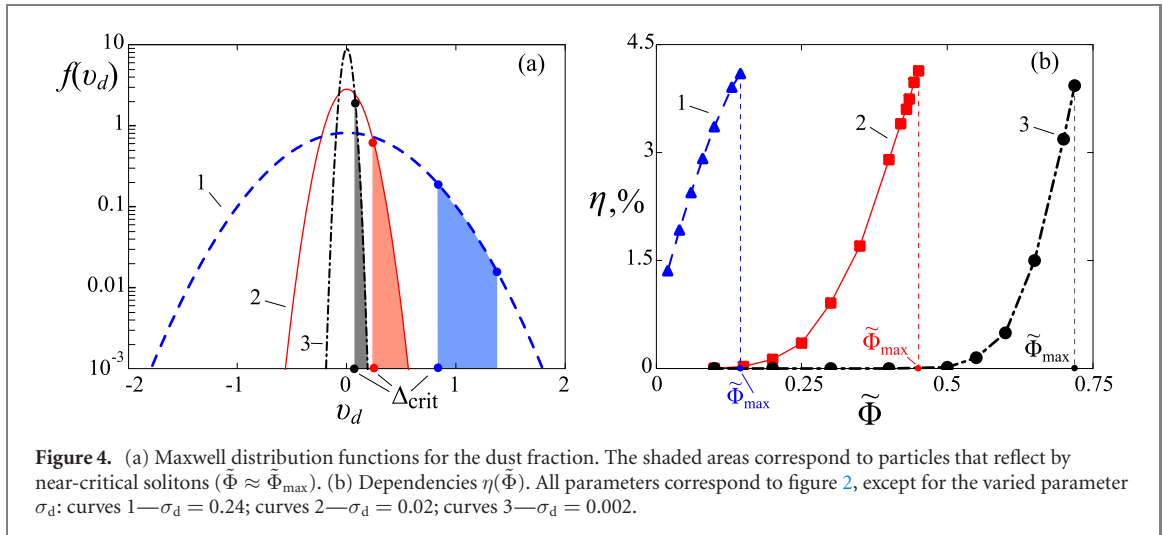 (a)
f(υ_d)
10
1
0.1
0.01
10⁻³
1
2
3
−2
−1
0
1
2
Δ_crit
υ_d
(b)
4.5
3
1.5
0
η,%
1
2
3
Φ̃_max
Φ̃_max
Φ̃_max
0
0.25
0.5
0.75
Φ̃
Figure 4. (a) Maxwell distribution functions for the dust fraction. The shaded areas correspond to particles that reflect by
near-critical solitons (Φ̃ ≈ Φ̃_max). (b) Dependencies η(Φ̃). All parameters correspond to figure 2, except for the varied parameter
σ_d: curves 1—σ_d = 0.24; curves 2—σ_d = 0.02; curves 3—σ_d = 0.002.